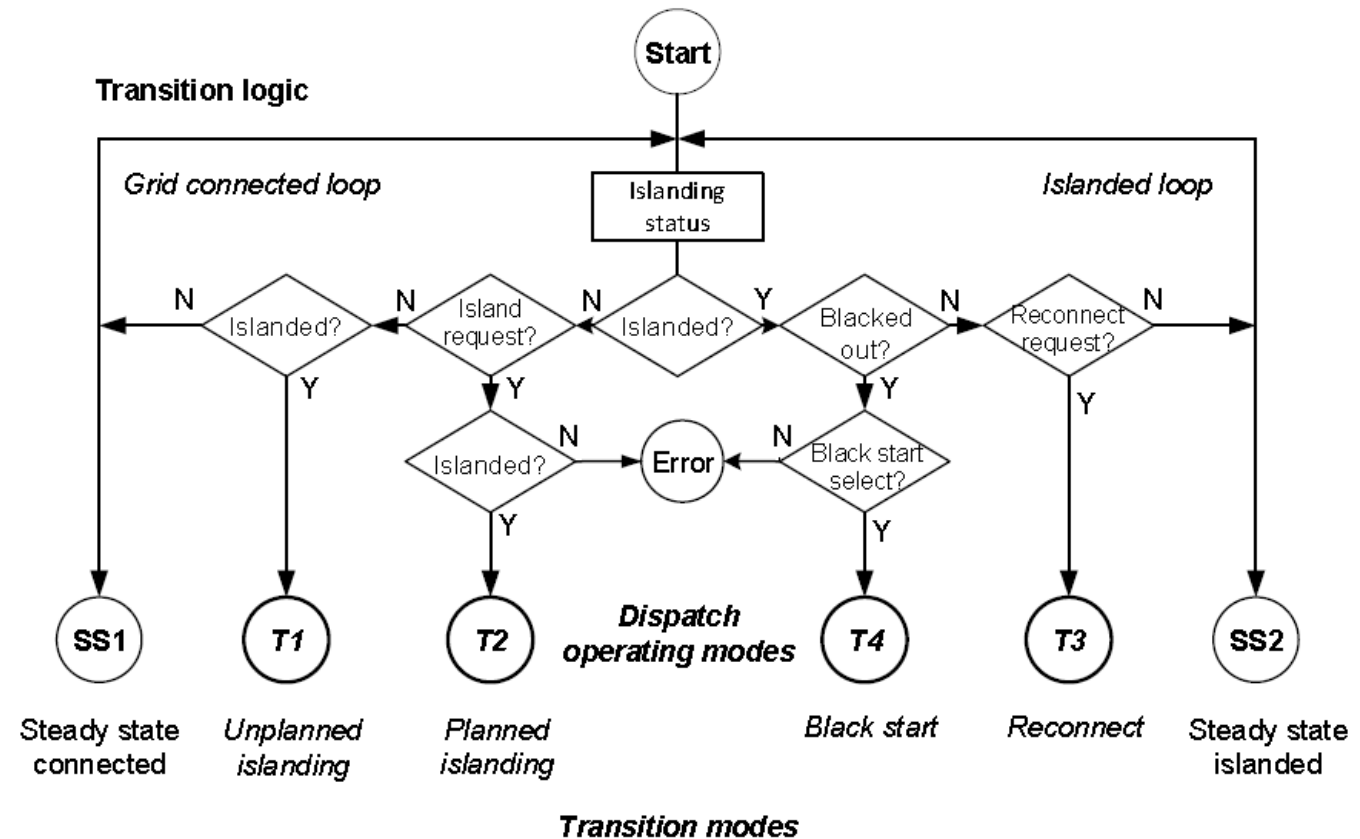 Start
Transition logic
Grid connected loop
Islanded loop
Islanding
status
N
Islanded?
N
Island
request?
N
Islanded?
Y
Blacked
out?
N
Reconnect
request?
N
Y
Y
Y
Y
Islanded?
N
Error
N
Black start
select?
Y
Y
SS1
T1
T2
Dispatch
operating modes
T4
T3
SS2
Steady state
connected
Unplanned
islanding
Planned
islanding
Black start
Reconnect
Steady state
islanded
Transition modes